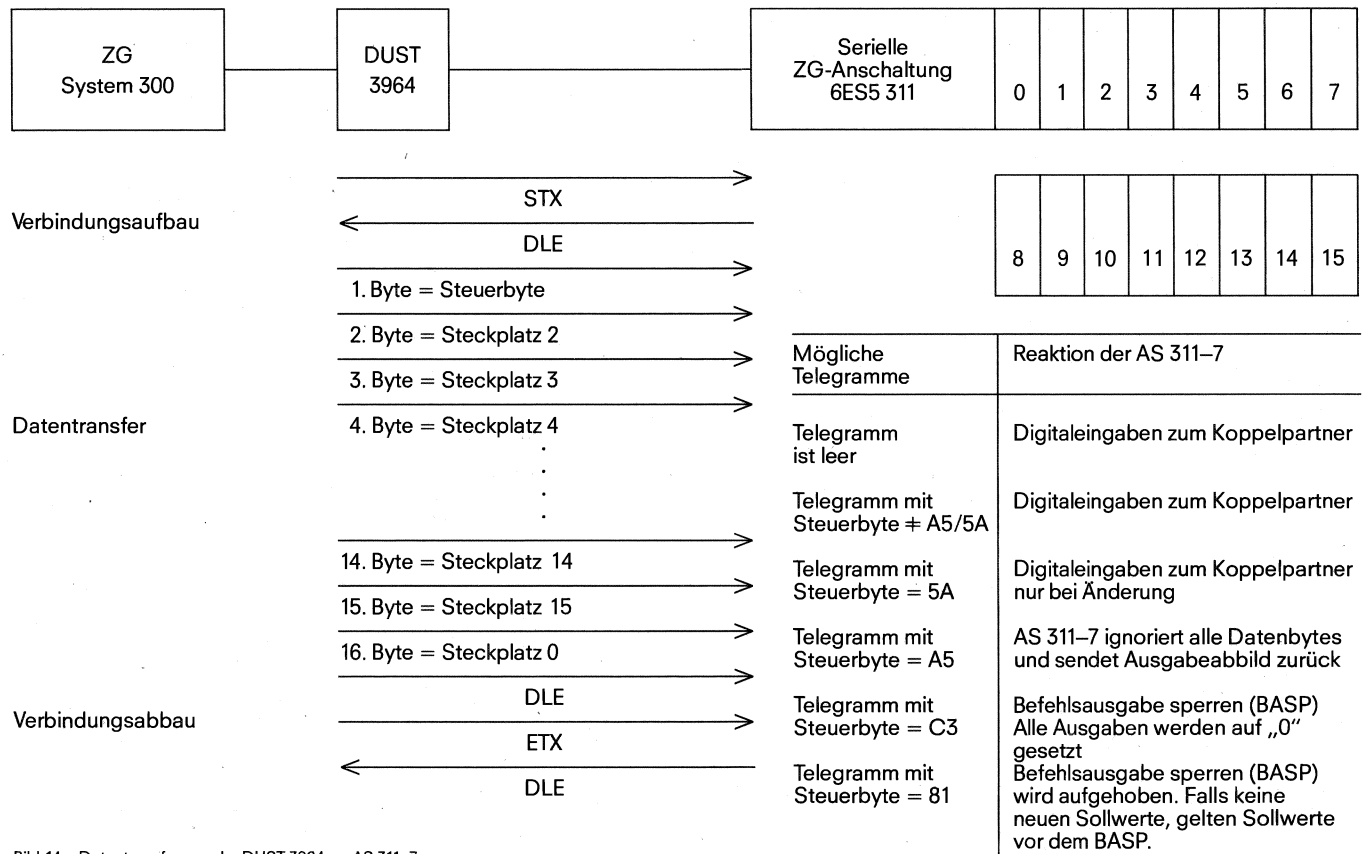 ZG
System 300
DUST
3964
Serielle
ZG-Anschaltung
6ES5 311
0 1 2 3 4 5 6 7
8 9 10 11 12 13 14 15
Verbindungsaufbau
STX
DLE
1. Byte = Steuerbyte
2. Byte = Steckplatz 2
3. Byte = Steckplatz 3
Datentransfer
4. Byte = Steckplatz 4
14. Byte = Steckplatz 14
15. Byte = Steckplatz 15
16. Byte = Steckplatz 0
DLE
Verbindungsabbau
ETX
DLE
Mögliche
Telegramme
Reaktion der AS 311–7
Telegramm
ist leer
Digitaleingaben zum Koppelpartner
Telegramm mit
Steuerbyte ≠ A5/5A
Digitaleingaben zum Koppelpartner
Telegramm mit
Steuerbyte = 5A
Digitaleingaben zum Koppelpartner
nur bei Änderung
Telegramm mit
Steuerbyte = A5
AS 311–7 ignoriert alle Datenbytes
und sendet Ausgabeabbild zurück
Telegramm mit
Steuerbyte = C3
Befehlsausgabe sperren (BASP)
Alle Ausgaben werden auf „0“
gesetzt
Telegramm mit
Steuerbyte = 81
Befehlsausgabe sperren (BASP)
wird aufgehoben. Falls keine
neuen Sollwerte, gelten Sollwerte
vor dem BASP.